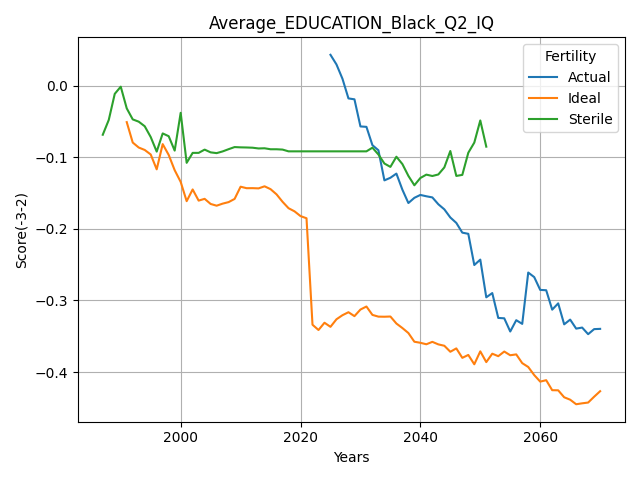 Average_EDUCATION_Black_Q2_IQ
Fertility
Actual
Ideal
Sterile
Score(-3-2)
0.0
−0.1
−0.2
−0.3
−0.4
2000
2020
2040
2060
Years